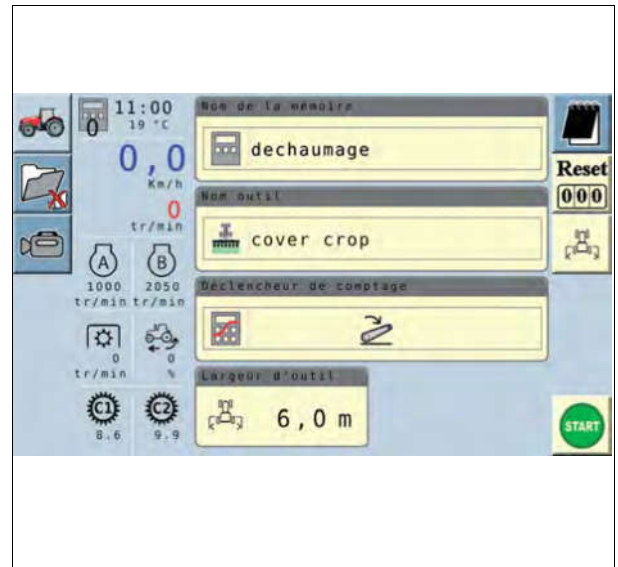 0
11:00
19 °C
0,0
Km/h
0
tr/min
A
B
1000
2050
tr/min
tr/min
0
0
tr/min
%
C1
C2
8.6
9.9
Nom de la mémoire
dechaumage
Nom outil
cover crop
Déclencheur de comptage
Largeur d'outil
6,0 m
Reset
000
START